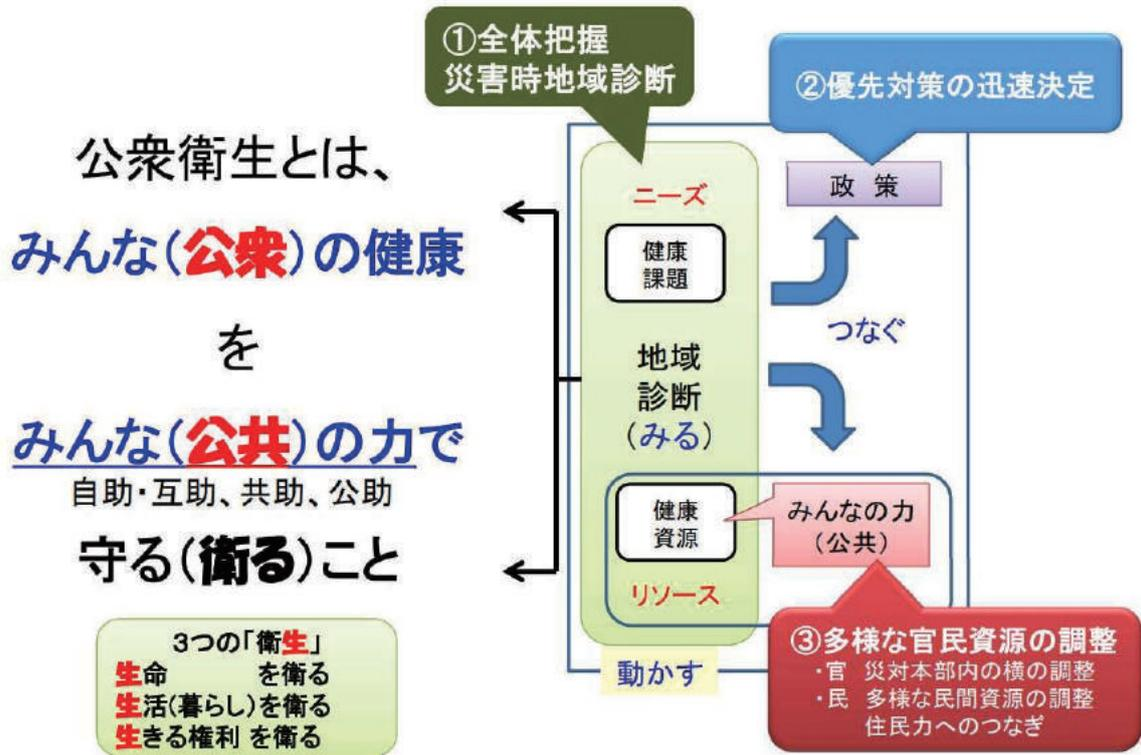 ①全体把握
災害時地域診断
②優先対策の迅速決定
公衆衛生とは、
みんな(公衆)の健康
を
みんな(公共)の力で
自助・互助、共助、公助
守る(衛る)こと
3つの「衛生」
生命 を衛る
生活(暮らし)を衛る
生きる権利 を衛る
ニーズ
健康
課題
地域
診断
(みる)
健康
資源
リソース
動かす
政 策
つなぐ
みんなの力
(公共)
③多様な官民資源の調整
・官 災対本部内の横の調整
・民 多様な民間資源の調整
住民力へのつなぎ